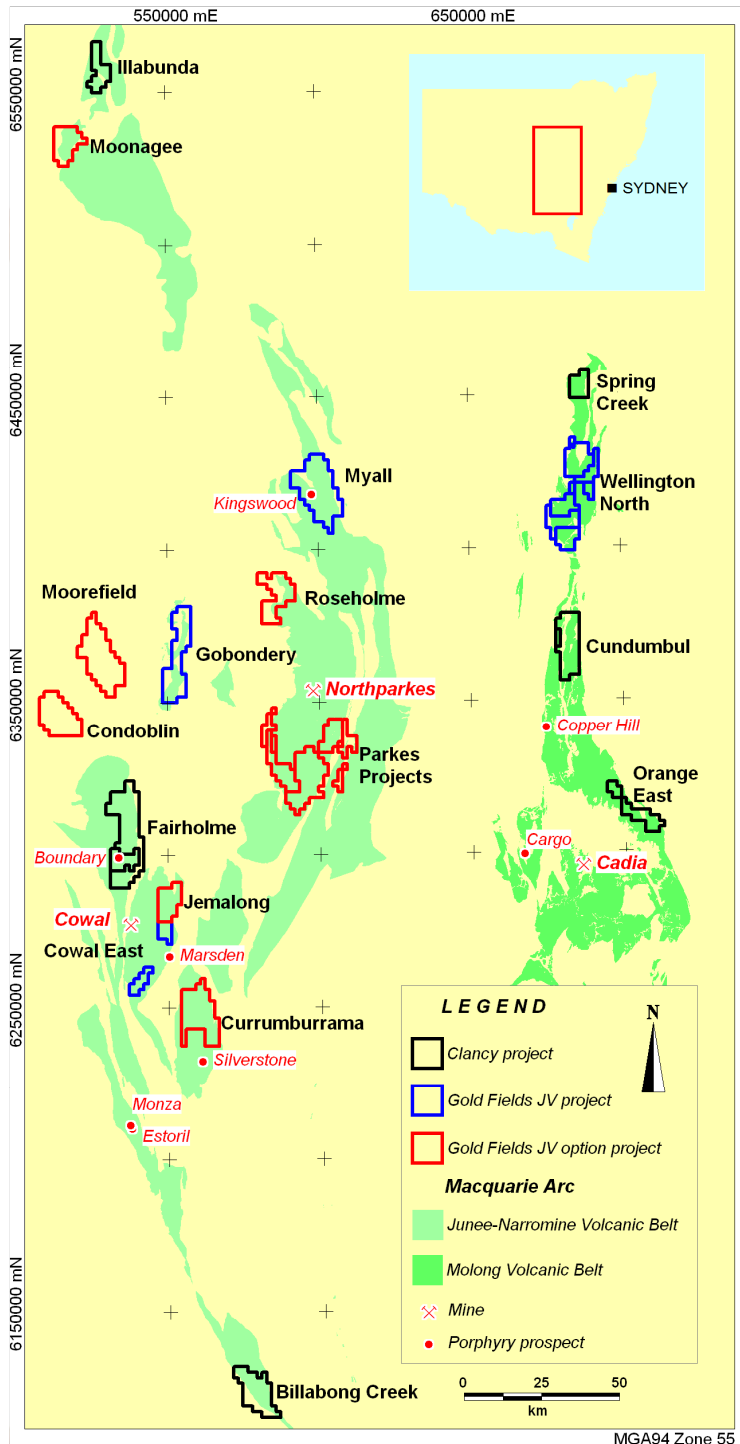 550000 mE
650000 mE
6550000 mN
Illabunda
Moonagee
SYDNEY
6450000 mN
Spring
Creek
Myall
Kingswood
Wellington
North
Moorefield
Roseholme
Gobondery
Cundumbul
6350000 mN
Northparkes
Condoblin
Copper Hill
Parkes
Projects
Orange
East
Fairholme
Boundary
Cargo
Cadia
Jemalong
Cowal
Cowal East
Marsden
6250000 mN
Currumburrama
Silverstone
Monza
Estoril
LEGEND
N
Clancy project
Gold Fields JV project
Gold Fields JV option project
Macquarie Arc
Junee-Narromine Volcanic Belt
Molong Volcanic Belt
Mine
Porphyry prospect
6150000 mN
Billabong Creek
0 25 50
km
MGA94 Zone 55